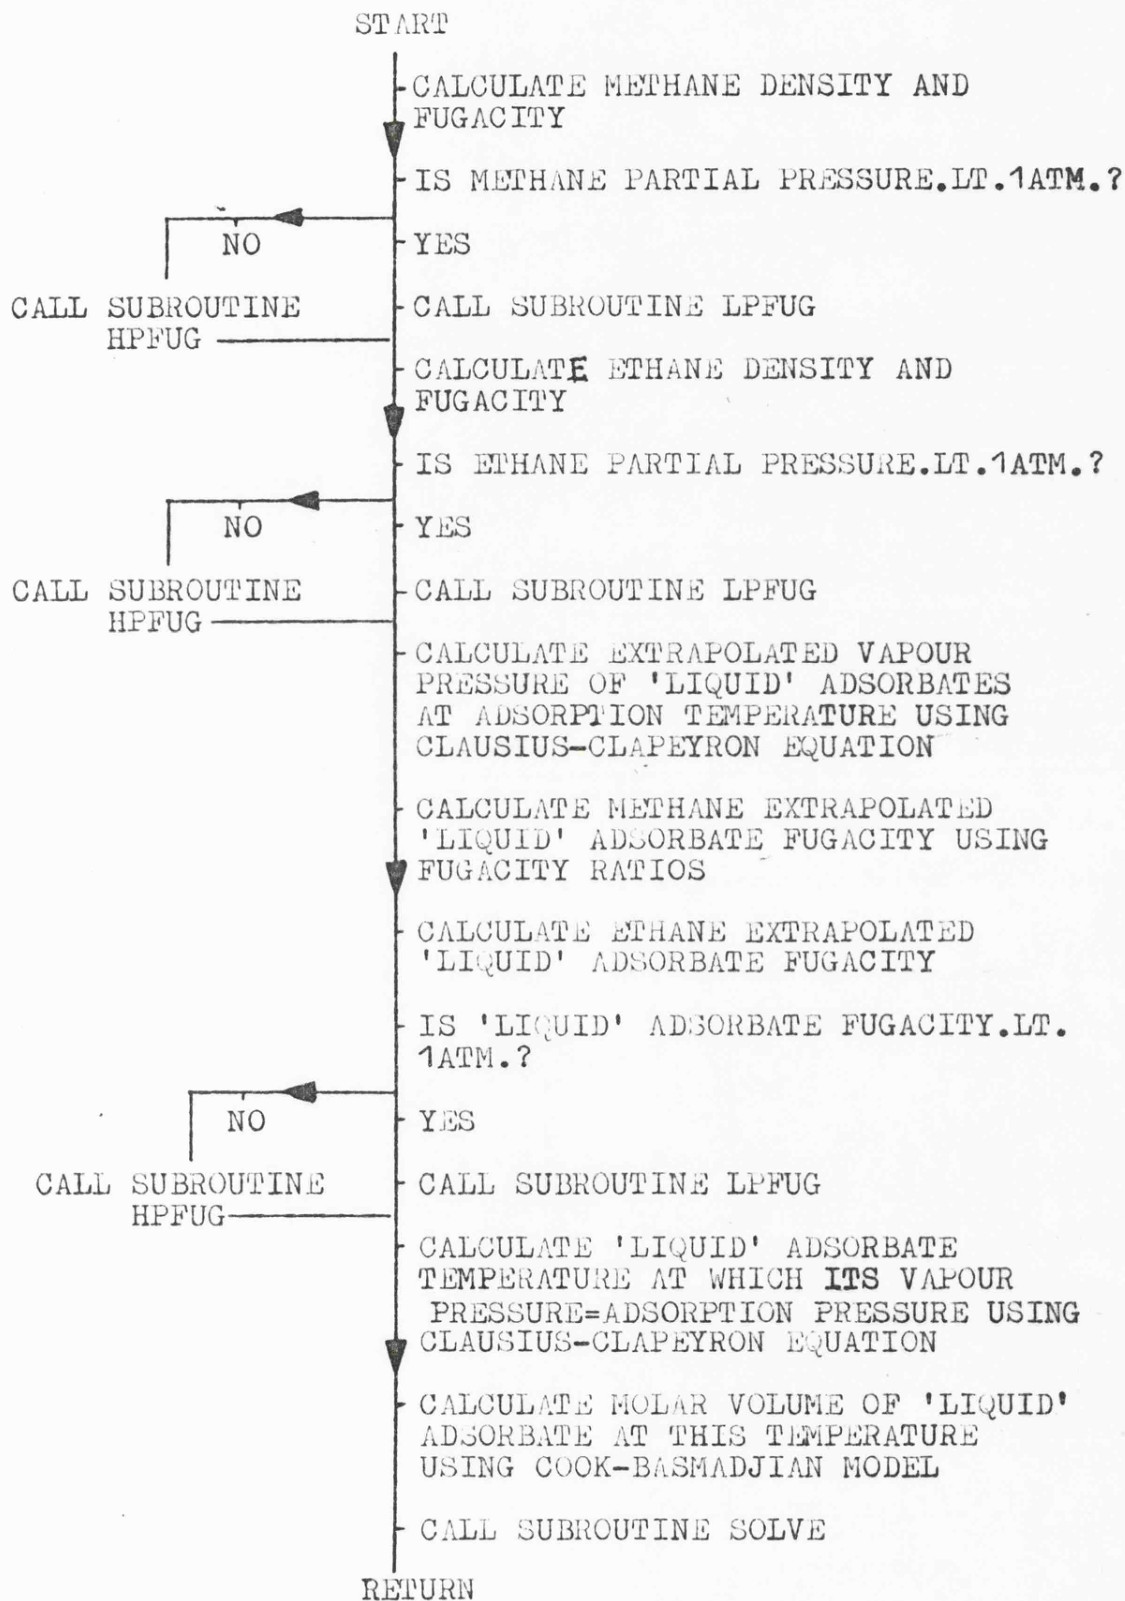 START
CALCULATE METHANE DENSITY AND
FUGACITY
IS METHANE PARTIAL PRESSURE.LT.1ATM.?
NO
YES
CALL SUBROUTINE
HPFUG
CALL SUBROUTINE LPFUG
CALCULATE ETHANE DENSITY AND
FUGACITY
IS ETHANE PARTIAL PRESSURE.LT.1ATM.?
NO
YES
CALL SUBROUTINE
HPFUG
CALL SUBROUTINE LPFUG
CALCULATE EXTRAPOLATED VAPOUR
PRESSURE OF 'LIQUID' ADSORBATES
AT ADSORPTION TEMPERATURE USING
CLAUSIUS-CLAPEYRON EQUATION
CALCULATE METHANE EXTRAPOLATED
'LIQUID' ADSORBATE FUGACITY USING
FUGACITY RATIOS
CALCULATE ETHANE EXTRAPOLATED
'LIQUID' ADSORBATE FUGACITY
IS 'LIQUID' ADSORBATE FUGACITY.LT.
1ATM.?
NO
YES
CALL SUBROUTINE
HPFUG
CALL SUBROUTINE LPFUG
CALCULATE 'LIQUID' ADSORBATE
TEMPERATURE AT WHICH ITS VAPOUR
PRESSURE=ADSORPTION PRESSURE USING
CLAUSIUS-CLAPEYRON EQUATION
CALCULATE MOLAR VOLUME OF 'LIQUID'
ADSORBATE AT THIS TEMPERATURE
USING COOK-BASMADJIAN MODEL
CALL SUBROUTINE SOLVE
RETURN